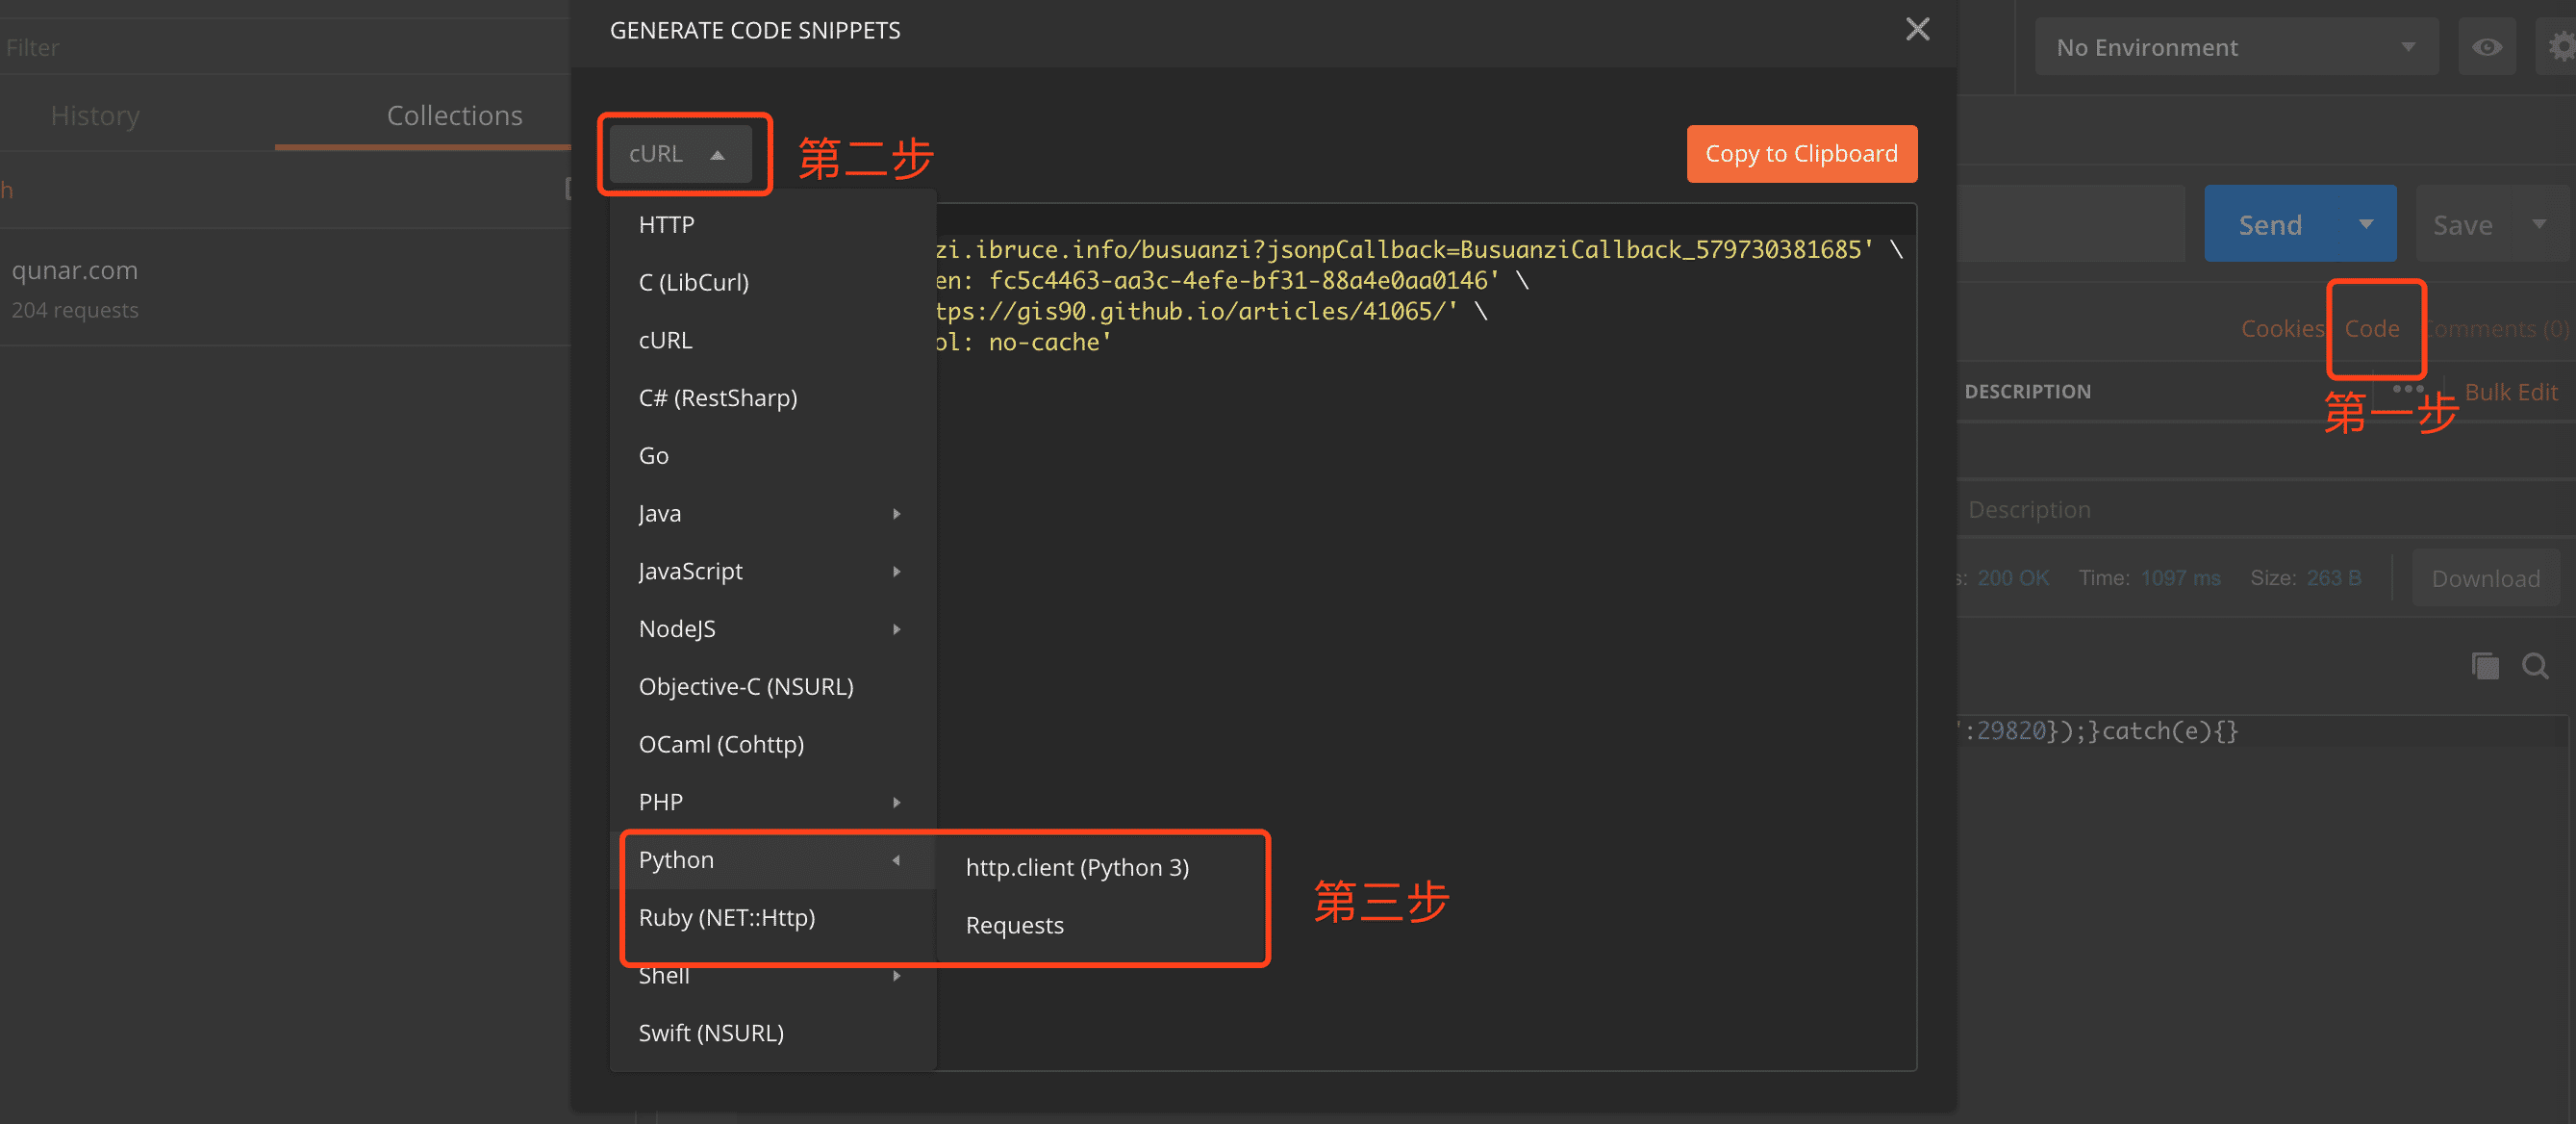 Filter
History
Collections
h
qunar.com
204 requests
GENERATE CODE SNIPPETS
cURL
第二步
Copy to Clipboard
zi.ibruce.info/busuanzi?jsonpCallback=BusuanziCallback_579730381685' \
en: fc5c4463-aa3c-4efe-bf31-88a4e0aa0146' \
tps://gis90.github.io/articles/41065/' \
ol: no-cache'
HTTP
C (LibCurl)
cURL
C# (RestSharp)
Go
Java
JavaScript
NodeJS
Objective-C (NSURL)
OCaml (Cohttp)
PHP
Python
Ruby (NET::Http)
Shell
Swift (NSURL)
http.client (Python 3)
Requests
第三步
No Environment
Send
Save
Cookies
Code
Comments (0)
第一步
DESCRIPTION
Bulk Edit
Description
s: 200 OK Time: 1097 ms Size: 263 B
Download
':29820});}catch(e){}